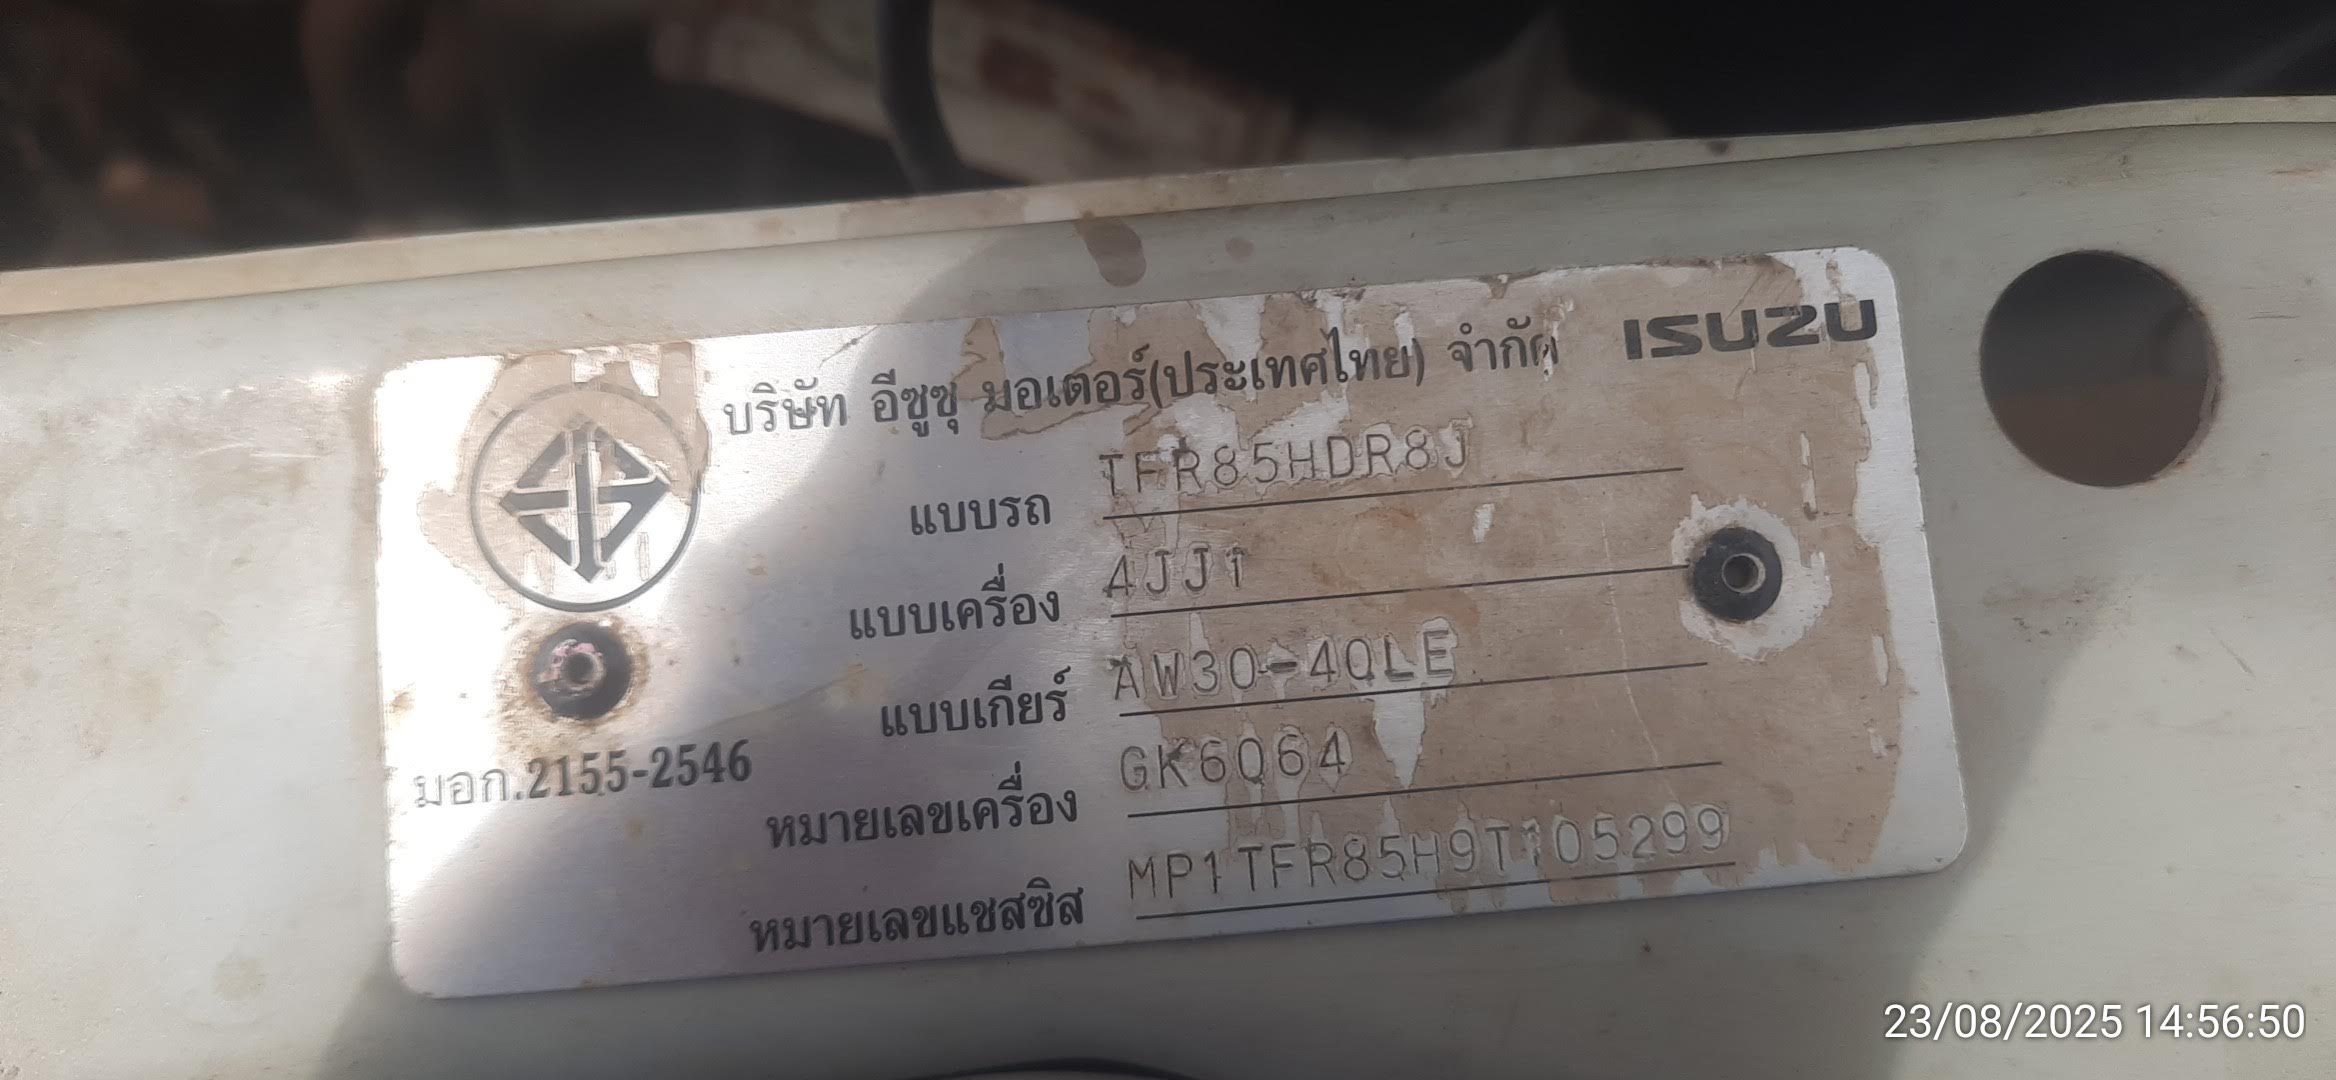 บริษัท อีซูซุ มอเตอร์(ประเทศไทย) จำกัด ISUZU
แบบรถ TFR85HDR8J
แบบเครื่อง 4JJ1
แบบเกียร์ AW30-40LE
มอก.2155-2546
หมายเลขเครื่อง GK6064
หมายเลขแชสซิส MP1TFR85H9T105299
23/08/2025 14:56:50